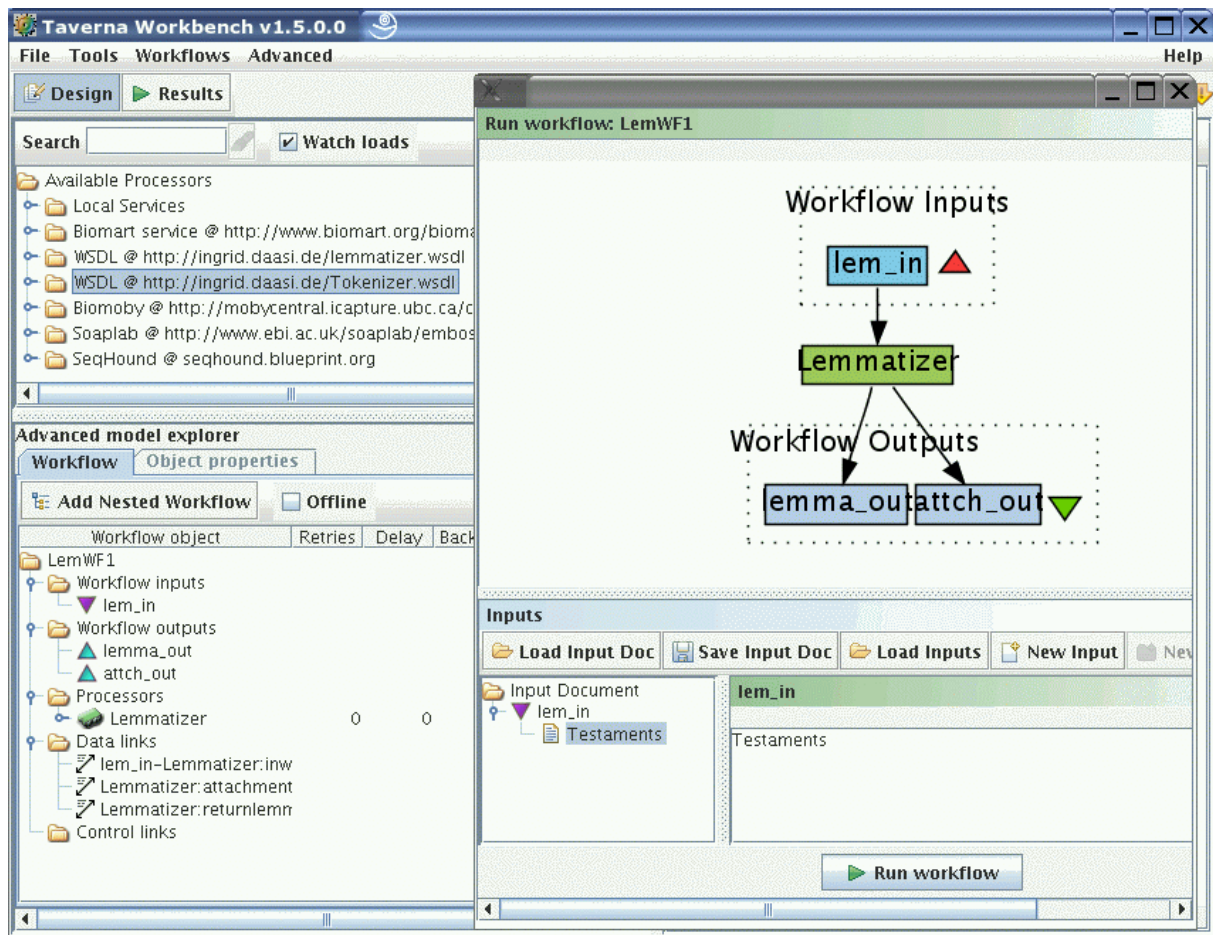 Taverna Workbench v1.5.0.0
File Tools Workflows Advanced Help
Design Results
Search Watch loads
Available Processors
Local Services
Biomart service @ http://www.biomart.org/bioma
WSDL @ http://ingrid.daasi.de/lemmatizer.wsdl
WSDL @ http://ingrid.daasi.de/Tokenizer.wsdl
Biomoby @ http://mobycentral.icapture.ubc.ca/c
Soaplab @ http://www.ebi.ac.uk/soaplab/embos
SeqHound @ seqhound.blueprint.org
Advanced model explorer
Workflow Object properties
Add Nested Workflow Offline
Workflow object Retries Delay Back
LemWF1
Workflow inputs
lem_in
Workflow outputs
lemma_out
attch_out
Processors
Lemmatizer 0 0
Data links
lem_in-Lemmatizer:inw
Lemmatizer:attachment
Lemmatizer:returnlemm
Control links
Run workflow: LemWF1
Workflow Inputs
lem_in
Lemmatizer
Workflow Outputs
lemma_out attch_out
Inputs
Load Input Doc Save Input Doc Load Inputs New Input Nev
Input Document
lem_in
Testaments
lem_in
Testaments
Run workflow